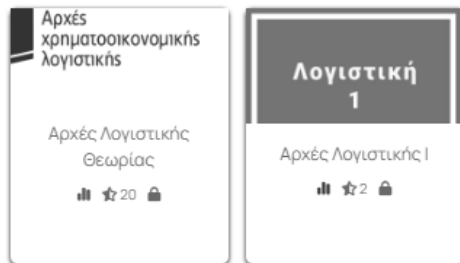 Αρχές
χρηματοοικονομικής
λογιστικής
Αρχές Λογιστικής
Θεωρίας
20
Λογιστική
1
Αρχές Λογιστικής Ι
2